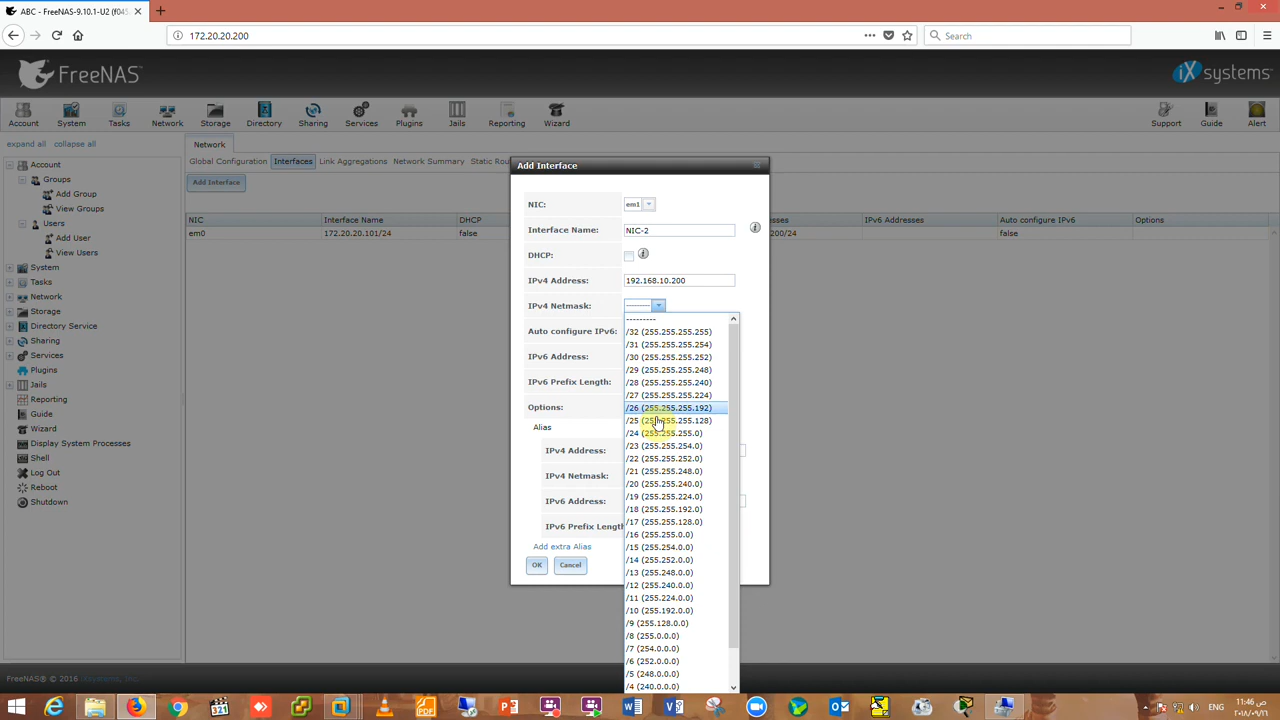 ABC - FreeNAS-9.10.1-U2 (f045
172.20.20.200
Search
FreeNAS
iXsystems
Account System Tasks Network Storage Directory Sharing Services Plugins Jails Reporting Wizard Support Guide Alert
expand all collapse all
Account
Groups
Add Group
View Groups
Users
Add User
View Users
System
Tasks
Network
Storage
Directory Service
Sharing
Services
Plugins
Jails
Reporting
Guide
Wizard
Display System Processes
Shell
Log Out
Reboot
Shutdown
Network
Global Configuration Interfaces Link Aggregations Network Summary Static Rou
Add Interface
NIC Interface Name DHCP esses IPv6 Addresses Auto configure IPv6 Options
em0 172.20.20.101/24 false 200/24 false
Add Interface
NIC: em1
Interface Name: NIC-2
DHCP:
IPv4 Address: 192.168.10.200
IPv4 Netmask: ---------
Auto configure IPv6:
IPv6 Address:
IPv6 Prefix Length:
Options:
Alias
IPv4 Address:
IPv4 Netmask:
IPv6 Address:
IPv6 Prefix Length
Add extra Alias
OK Cancel
---------
/32 (255.255.255.255)
/31 (255.255.255.254)
/30 (255.255.255.252)
/29 (255.255.255.248)
/28 (255.255.255.240)
/27 (255.255.255.224)
/26 (255.255.255.192)
/25 (255.255.255.128)
/24 (255.255.255.0)
/23 (255.255.254.0)
/22 (255.255.252.0)
/21 (255.255.248.0)
/20 (255.255.240.0)
/19 (255.255.224.0)
/18 (255.255.192.0)
/17 (255.255.128.0)
/16 (255.255.0.0)
/15 (255.254.0.0)
/14 (255.252.0.0)
/13 (255.248.0.0)
/12 (255.240.0.0)
/11 (255.224.0.0)
/10 (255.192.0.0)
/9 (255.128.0.0)
/8 (255.0.0.0)
/7 (254.0.0.0)
/6 (252.0.0.0)
/5 (248.0.0.0)
/4 (240.0.0.0)
FreeNAS® © 2016 iXsystems, Inc.
321
PDF
ENG
11:46 ص